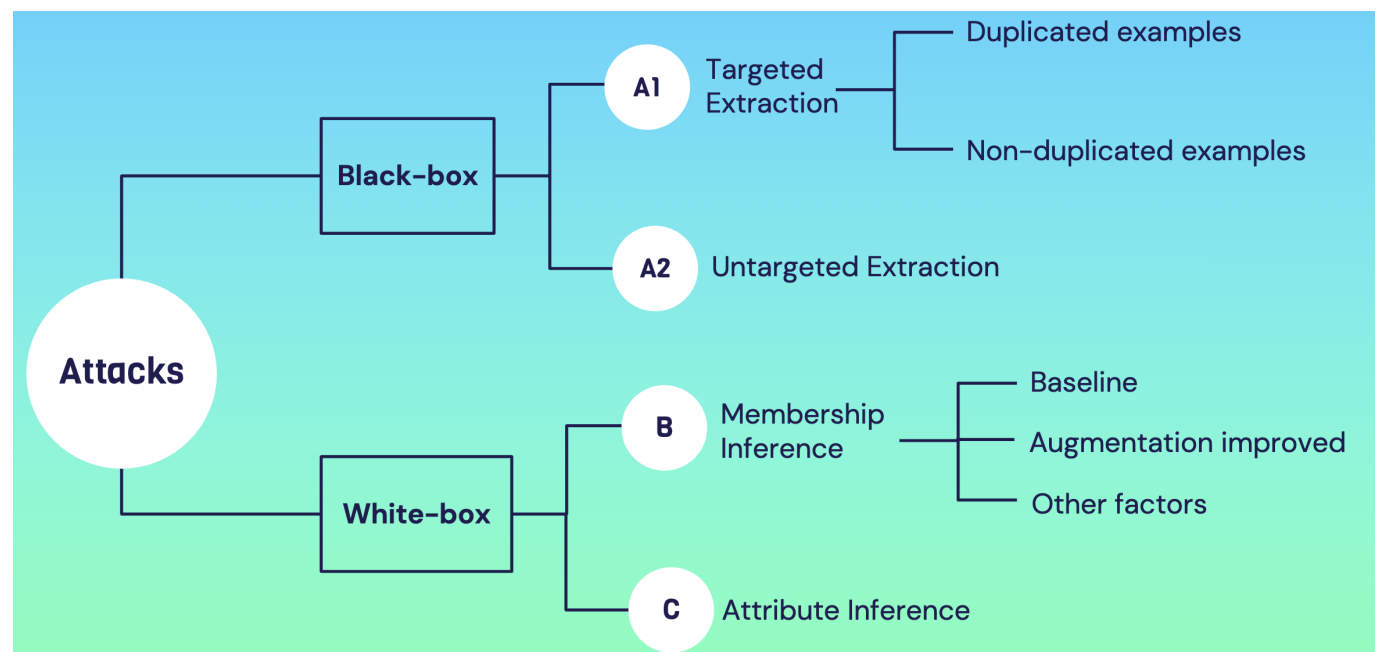 Duplicated examples
A1
Targeted
Extraction
Non-duplicated examples
Black-box
A2
Untargeted Extraction
Attacks
Baseline
B
Membership
Inference
Augmentation improved
Other factors
White-box
C
Attribute Inference